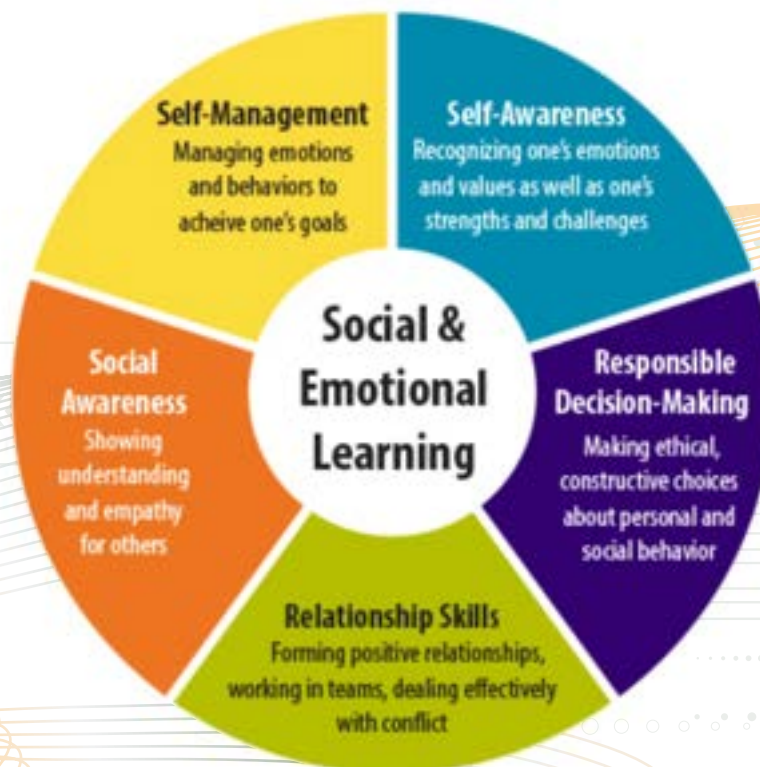 Self-Management
Managing emotions
and behaviors to
acheive one's goals
Self-Awareness
Recognizing one's emotions
and values as well as one's
strengths and challenges
Social &
Emotional
Learning
Social
Awareness
Showing
understanding
and empathy
for others
Responsible
Decision-Making
Making ethical,
constructive choices
about personal and
social behavior
Relationship Skills
Forming positive relationships,
working in teams, dealing effectively
with conflict